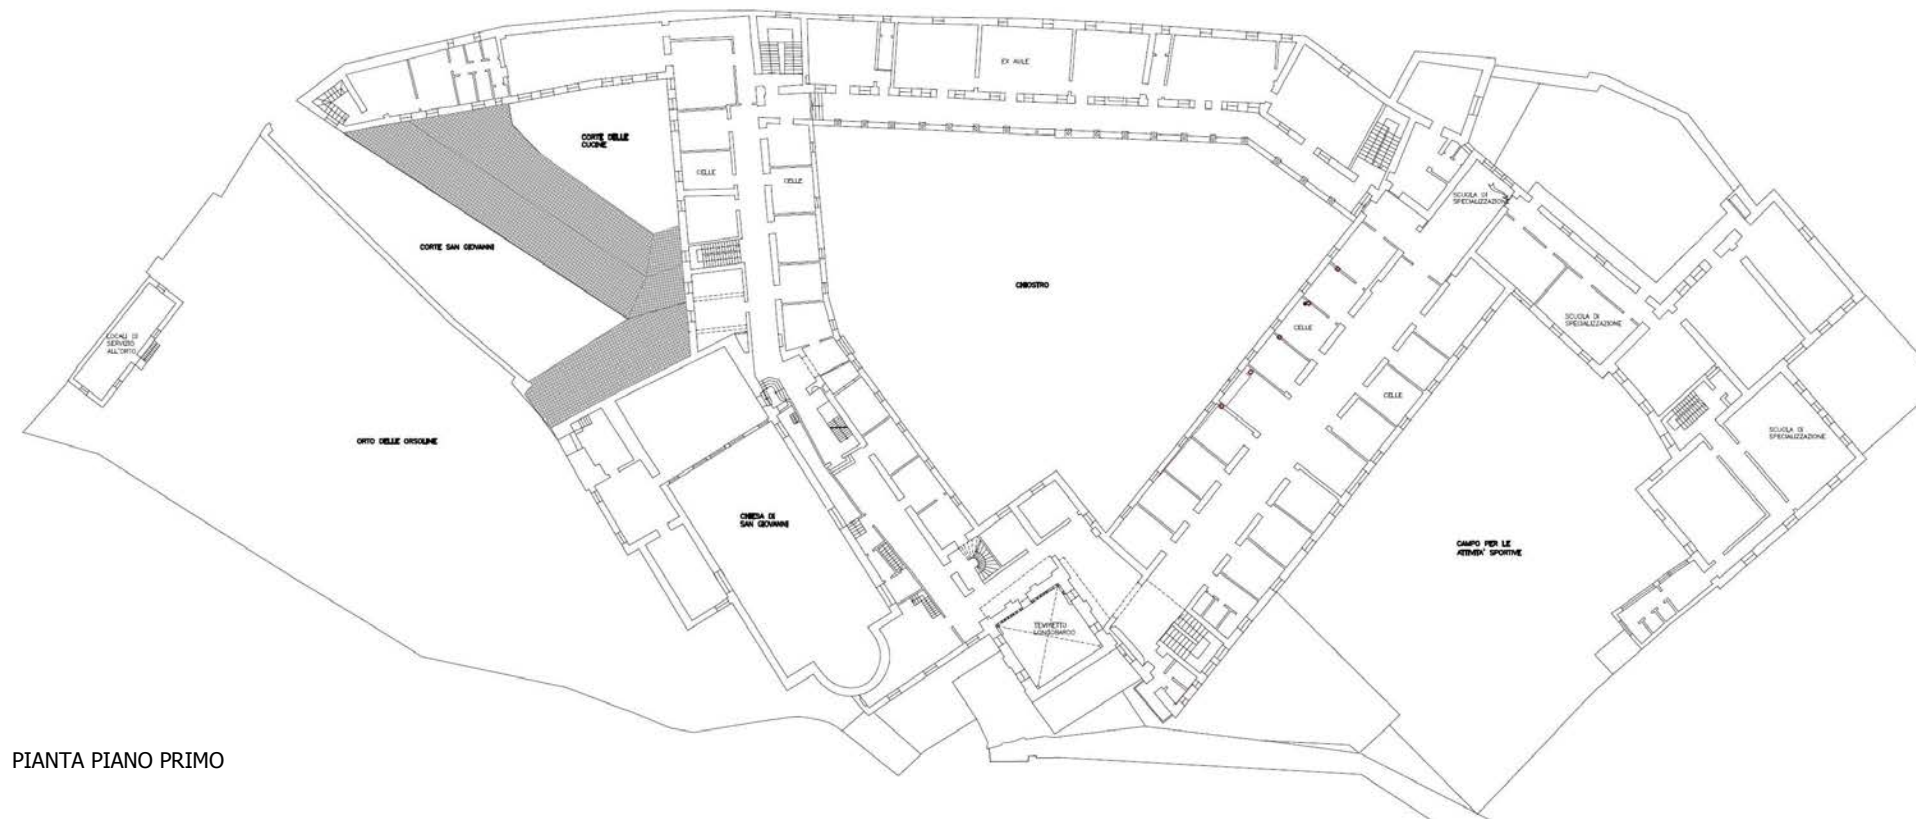 EX AULE
CORTE DELLE
CUCINE
CELLE
CELLE
SCUOLA DI
SPECIALIZZAZIONE
CORTE SAN GIOVANNI
CHIOSTRO
LOCALI DI
SERVIZIO
ALL'ORTO
CELLE
SCUOLA DI
SPECIALIZZAZIONE
CELLE
ORTO DELLE ORSOLINE
SCUOLA DI
SPECIALIZZAZIONE
CHIESA DI
SAN GIOVANNI
CAMPO PER LE
ATTIVITA' SPORTIVE
TEMPIETTO
LONGOBARDO
PIANTA PIANO PRIMO